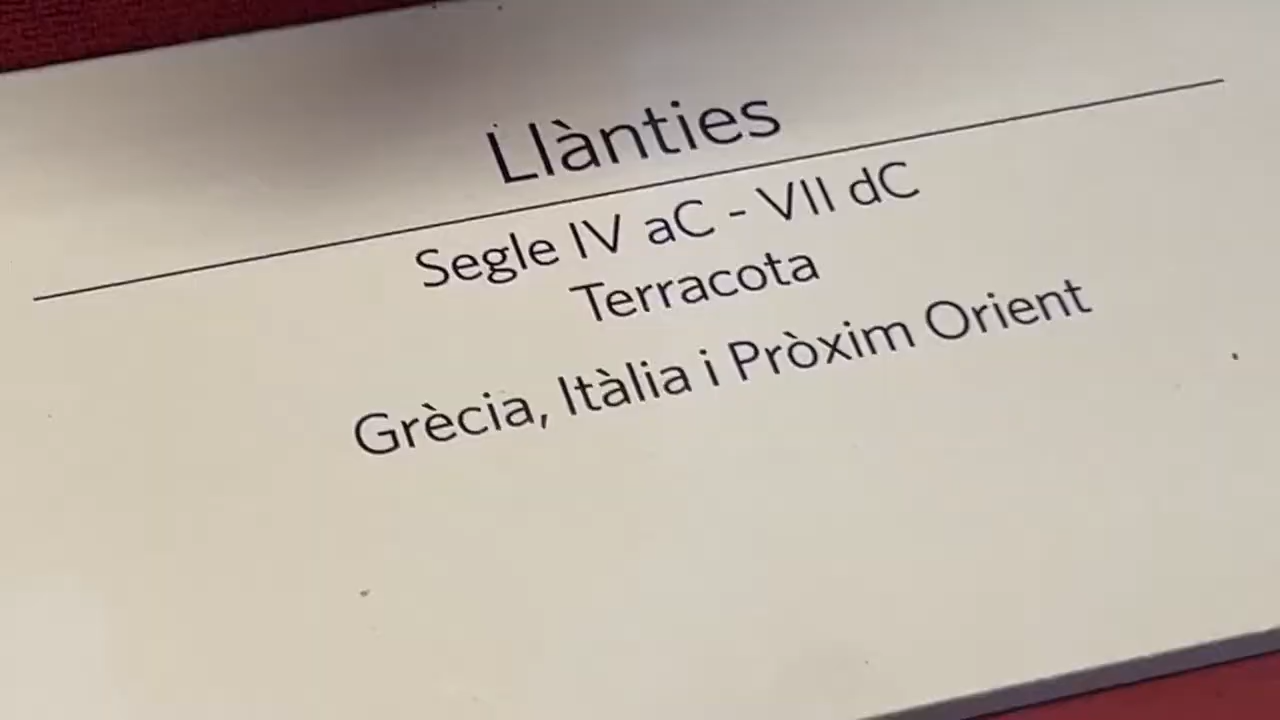 Llànties
Segle IV aC - VII dC
Terracota
Grècia, Itàlia i Pròxim Orient